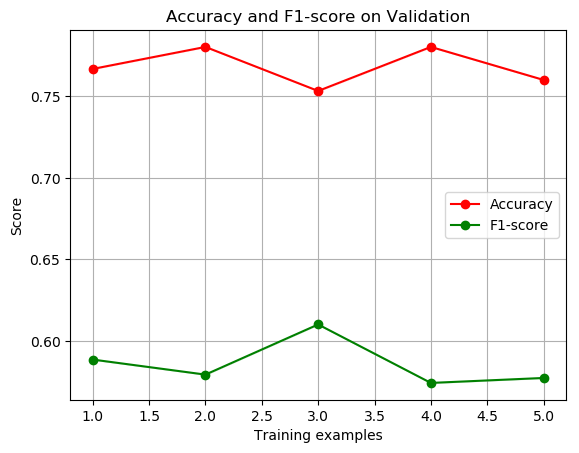 Accuracy and F1-score on Validation
Score
0.75
0.70
0.65
0.60
Accuracy
F1-score
1.0 1.5 2.0 2.5 3.0 3.5 4.0 4.5 5.0
Training examples